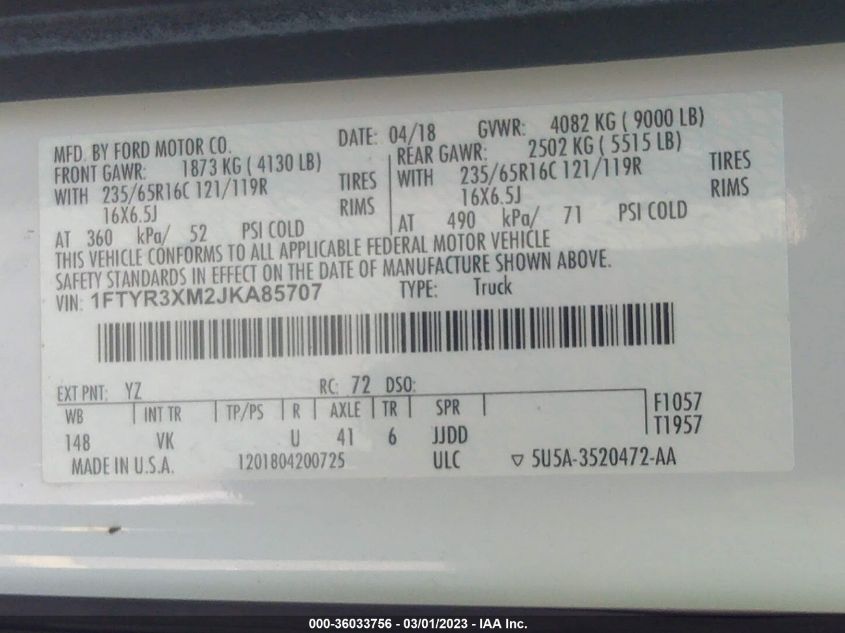 MFD. BY FORD MOTOR CO. DATE: 04/18 GVWR: 4082 KG ( 9000 LB)
FRONT GAWR: 1873 KG ( 4130 LB) REAR GAWR: 2502 KG ( 5515 LB)
WITH 235/65R16C 121/119R TIRES WITH 235/65R16C 121/119R TIRES
16X6.5J RIMS 16X6.5J RIMS
AT 360 kPa/ 52 PSI COLD AT 490 kPa/ 71 PSI COLD
THIS VEHICLE CONFORMS TO ALL APPLICABLE FEDERAL MOTOR VEHICLE
SAFETY STANDARDS IN EFFECT ON THE DATE OF MANUFACTURE SHOWN ABOVE.
VIN: 1FTYR3XM2JKA85707 TYPE: Truck
EXT PNT: YZ RC: 72 DSO:
WB INT TR TP/PS R AXLE TR SPR F1057
148 VK U 41 6 JJDD T1957
MADE IN U.S.A. 1201804200725 ULC ▽ 5U5A-3520472-AA
000-36033756 - 03/01/2023 - IAA Inc.